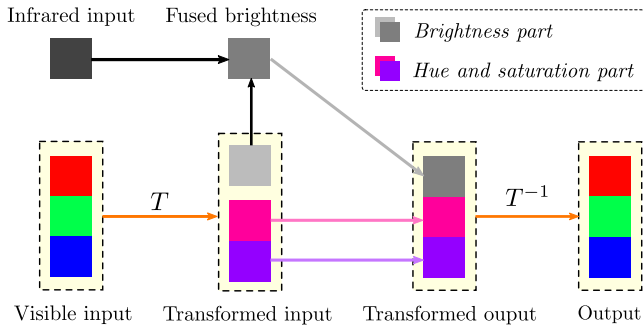 Infrared input
Fused brightness
Brightness part
Hue and saturation part
T
T⁻¹
Visible input
Transformed input
Transformed ouput
Output